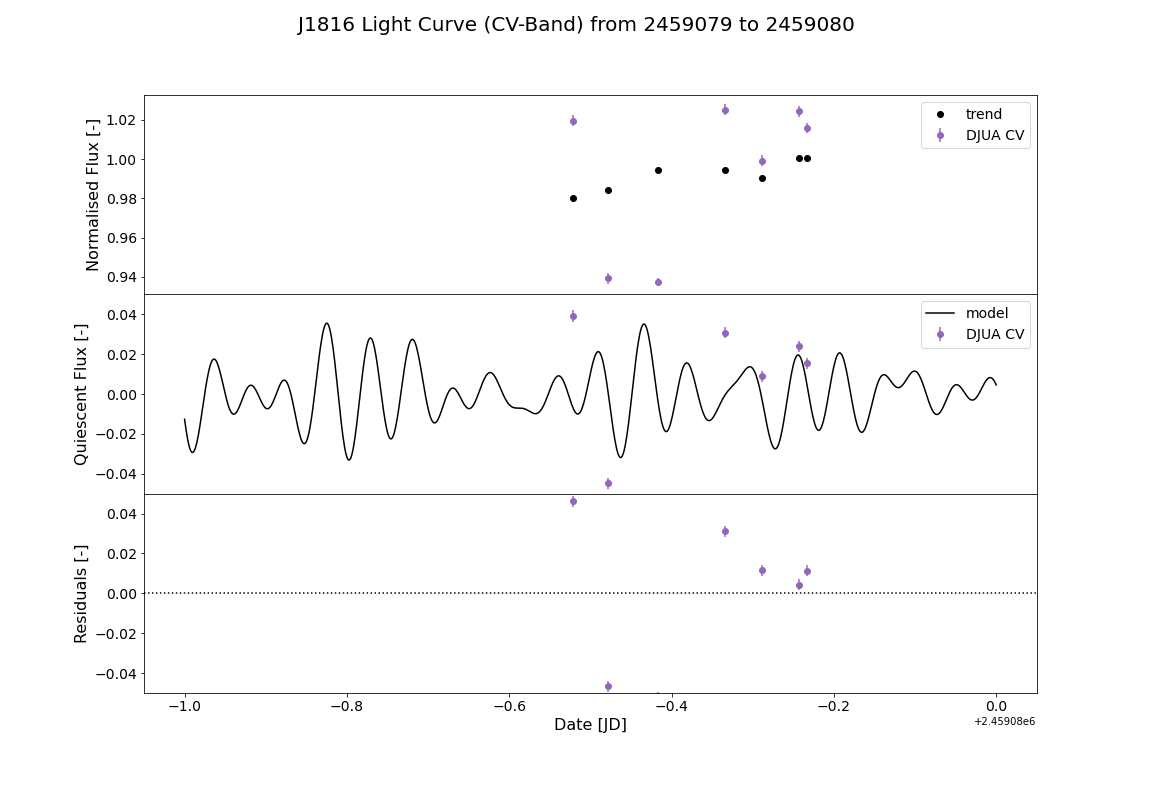 J1816 Light Curve (CV-Band) from 2459079 to 2459080
Normalised Flux [-]
1.02
1.00
0.98
0.96
0.94
trend
DJUA CV
Quiescent Flux [-]
0.04
0.02
0.00
−0.02
−0.04
model
DJUA CV
Residuals [-]
0.04
0.02
0.00
−0.02
−0.04
−1.0 −0.8 −0.6 −0.4 −0.2 0.0
+2.45908e6
Date [JD]